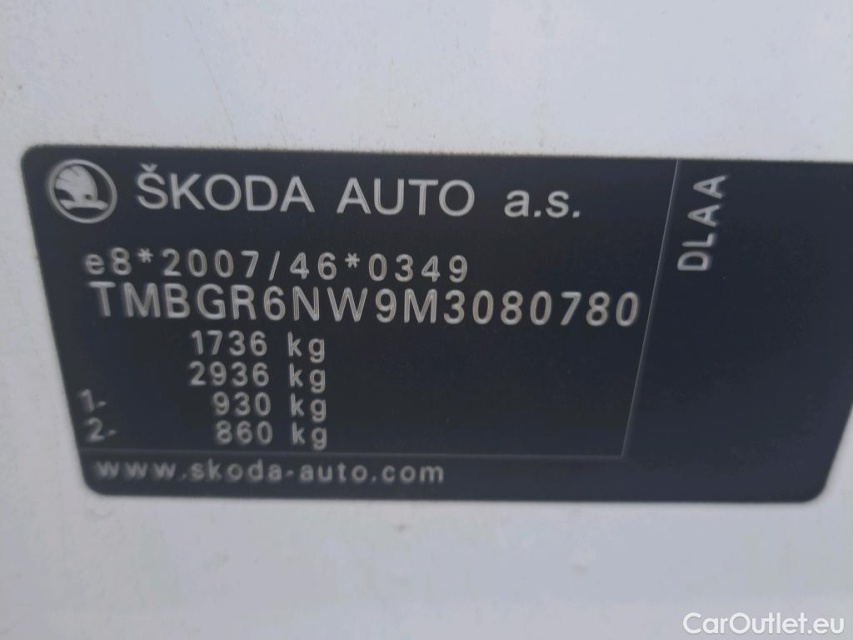 ŠKODA AUTO a.s.
e8*2007/46*0349
TMBGR6NW9M3080780
1736 kg
2936 kg
1- 930 kg
2- 860 kg
www.skoda-auto.com
DLAA
CarOutlet.eu